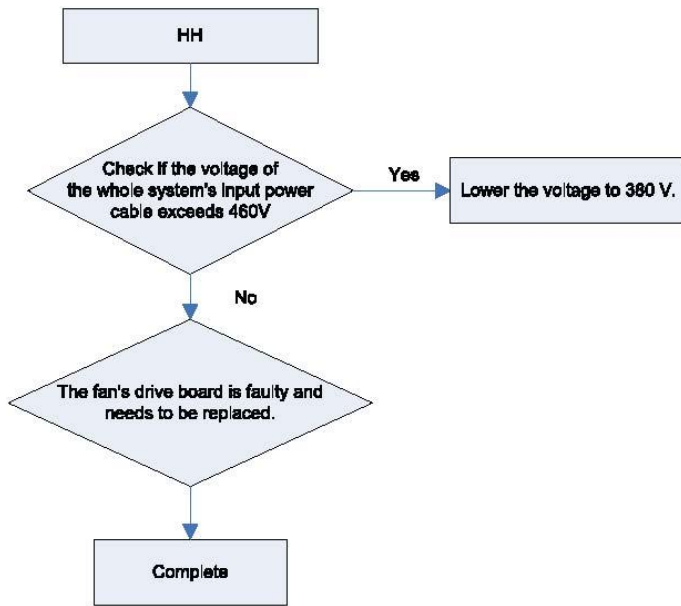 HH
Check if the voltage of
the whole system's input power
cable exceeds 460V
Yes
Lower the voltage to 380 V.
No
The fan's drive board is faulty and
needs to be replaced.
Complete